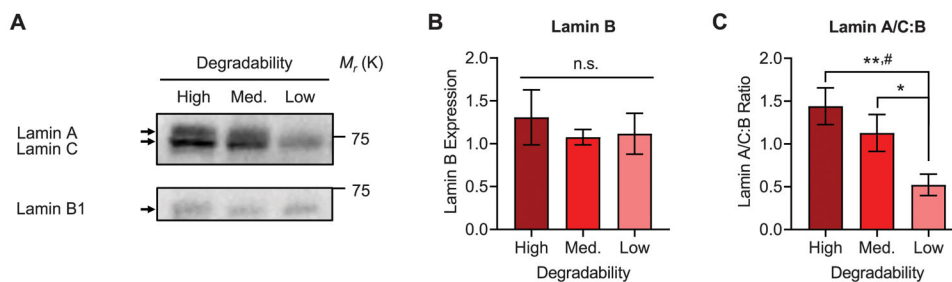 A
Degradability
Mr (K)
High Med. Low
Lamin A
Lamin C
75
75
Lamin B1
B
Lamin B
2.0
1.5
1.0
0.5
0.0
Lamin B Expression
n.s.
High Med. Low
Degradability
C
Lamin A/C:B
2.0
1.5
1.0
0.5
0.0
Lamin A/C:B Ratio
**,#
*
High Med. Low
Degradability